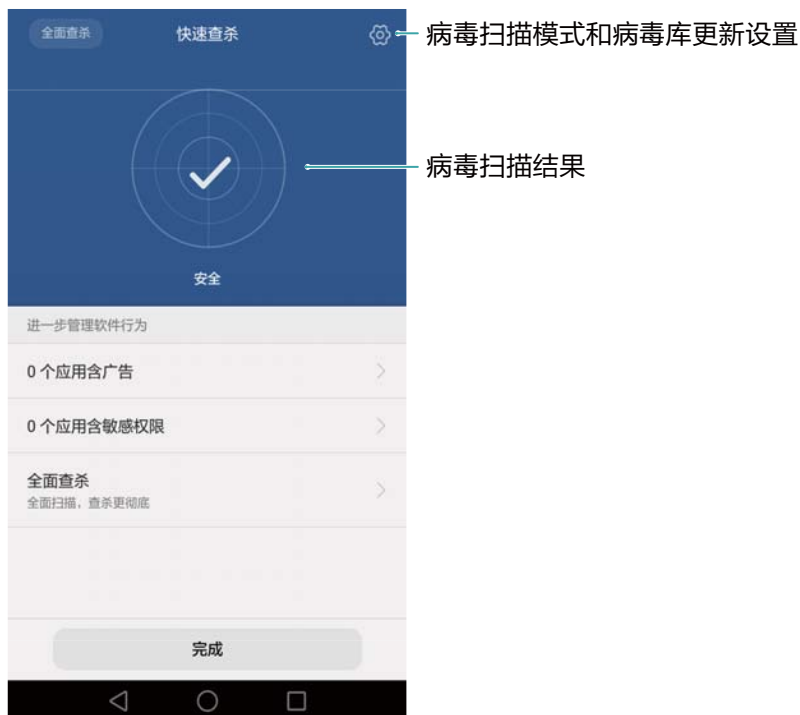 全面查杀
快速查杀
病毒扫描模式和病毒库更新设置
病毒扫描结果
安全
进一步管理软件行为
0 个应用含广告
0 个应用含敏感权限
全面查杀
全面扫描，查杀更彻底
完成